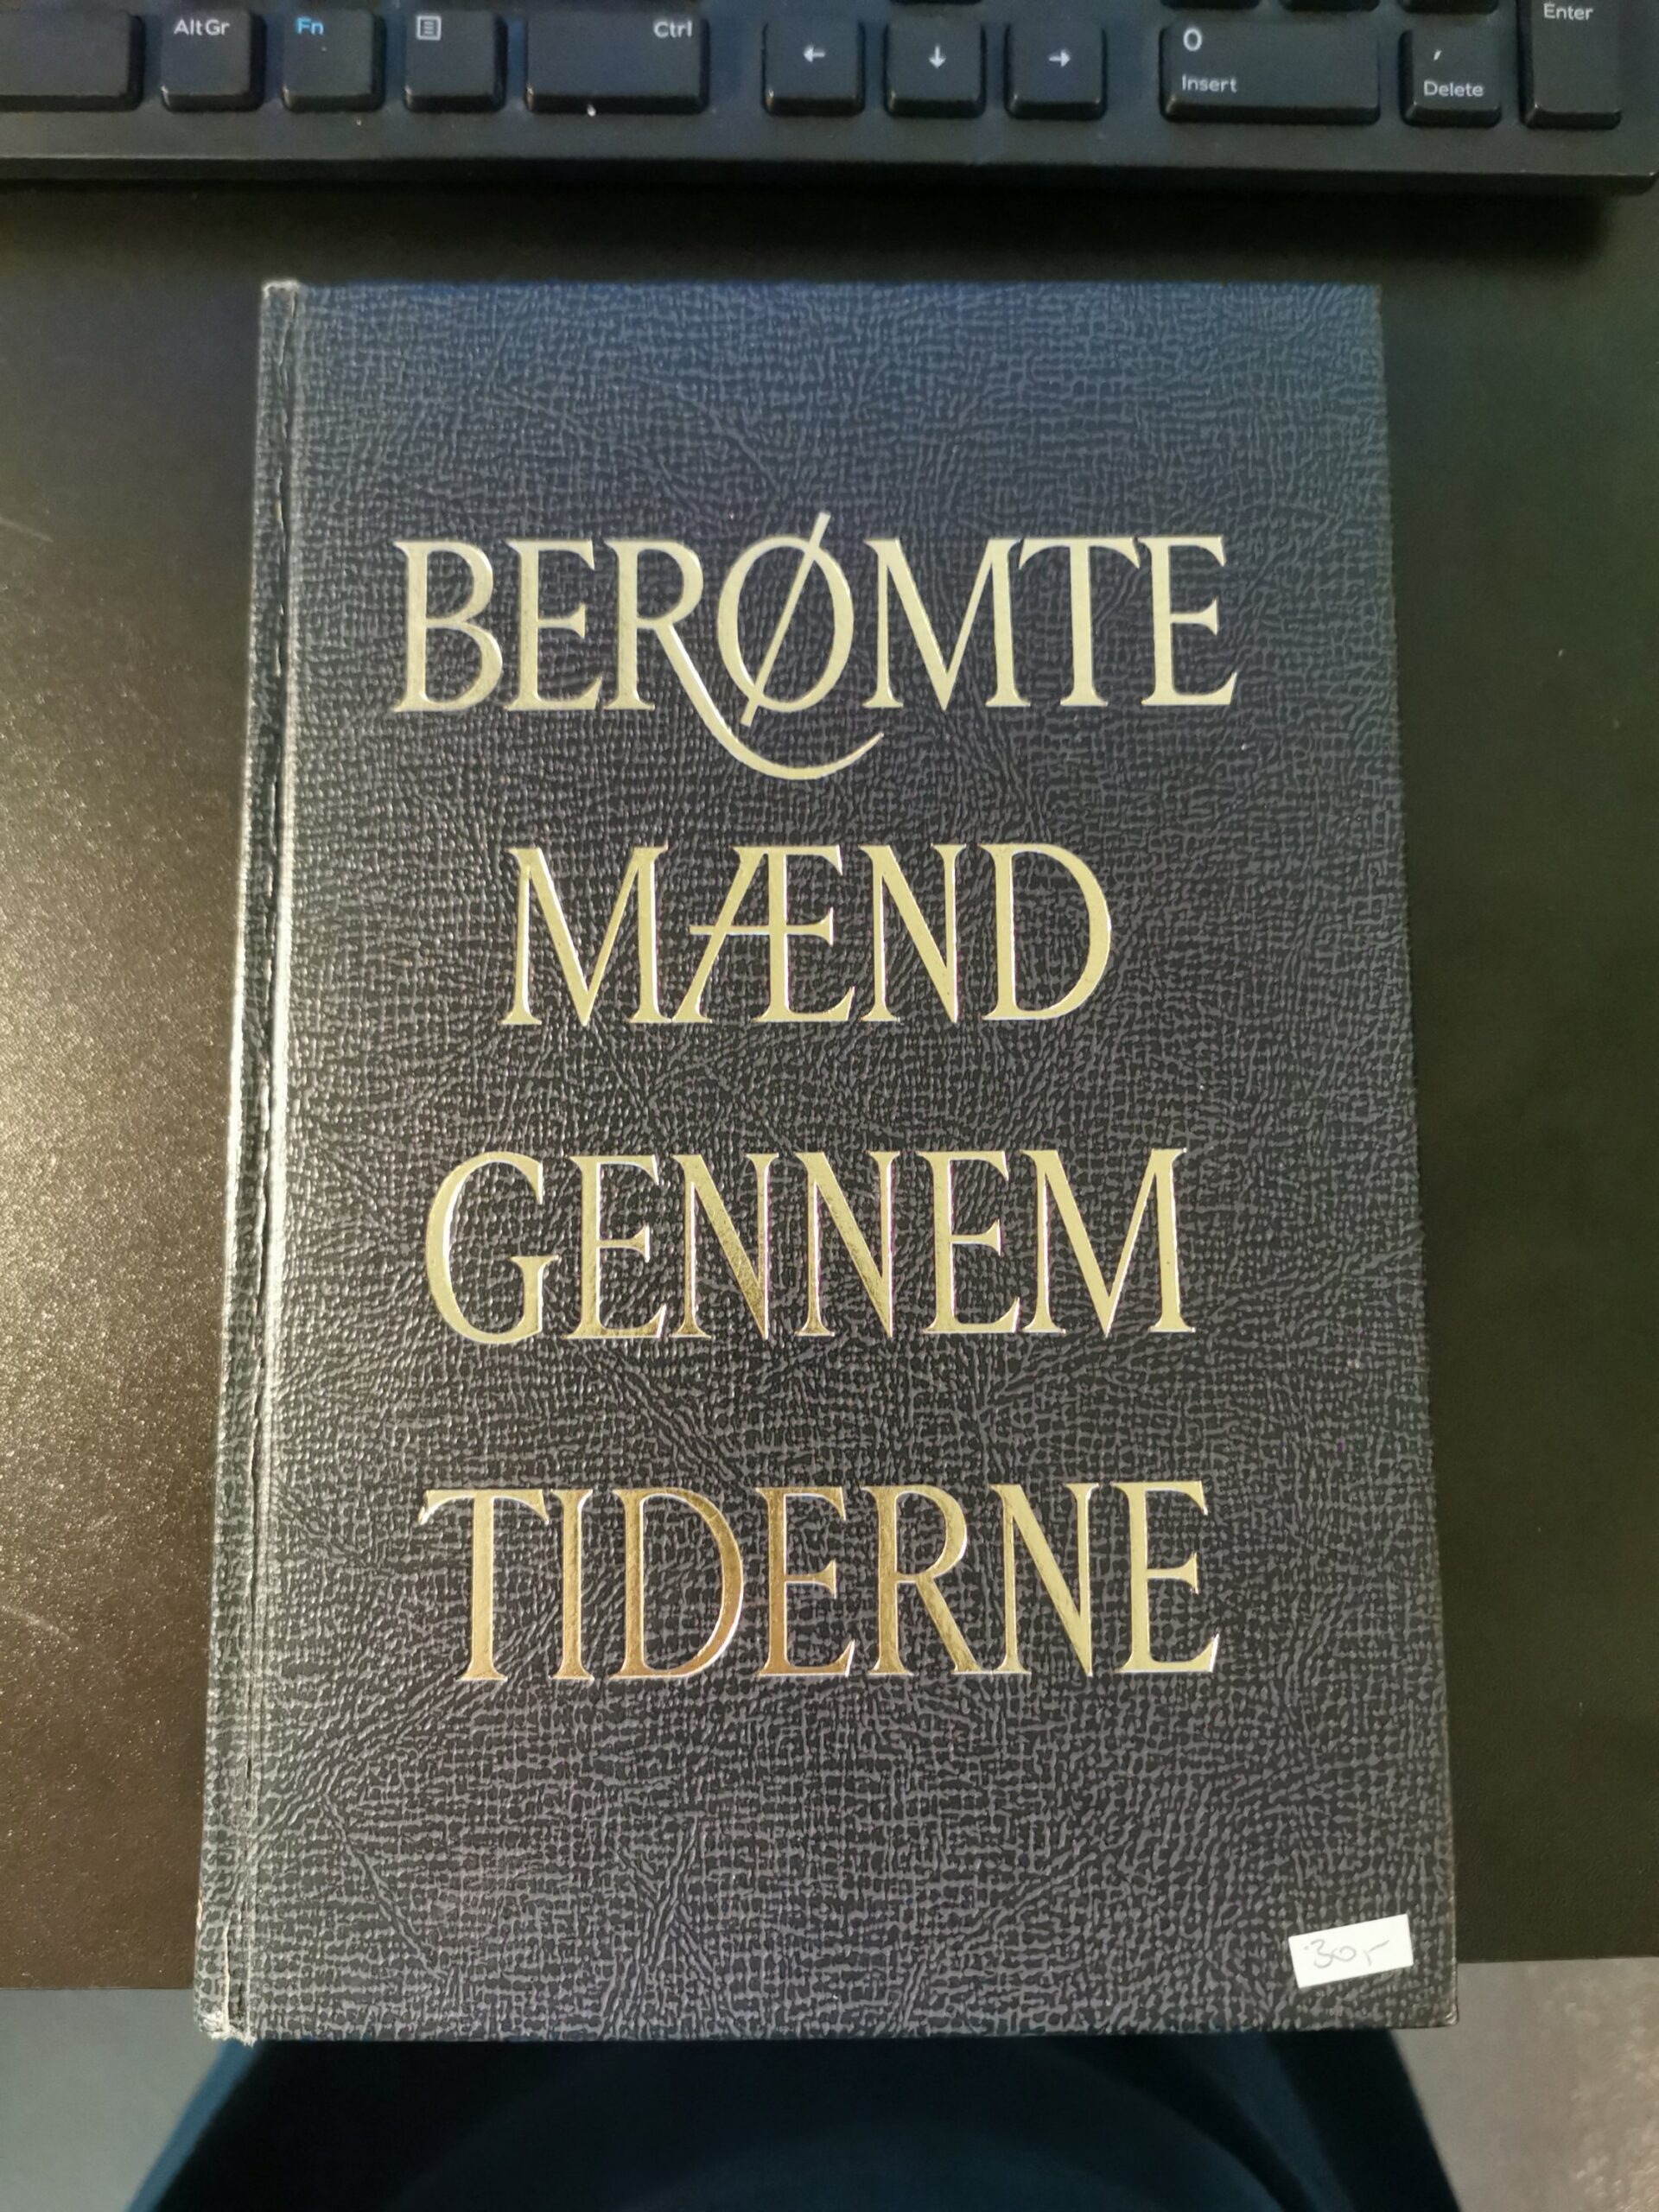 AltGr Fn Ctrl ← ↓ → 0 Insert , Delete Enter
BERØMTE
MÆND
GENNEM
TIDERNE
30,-